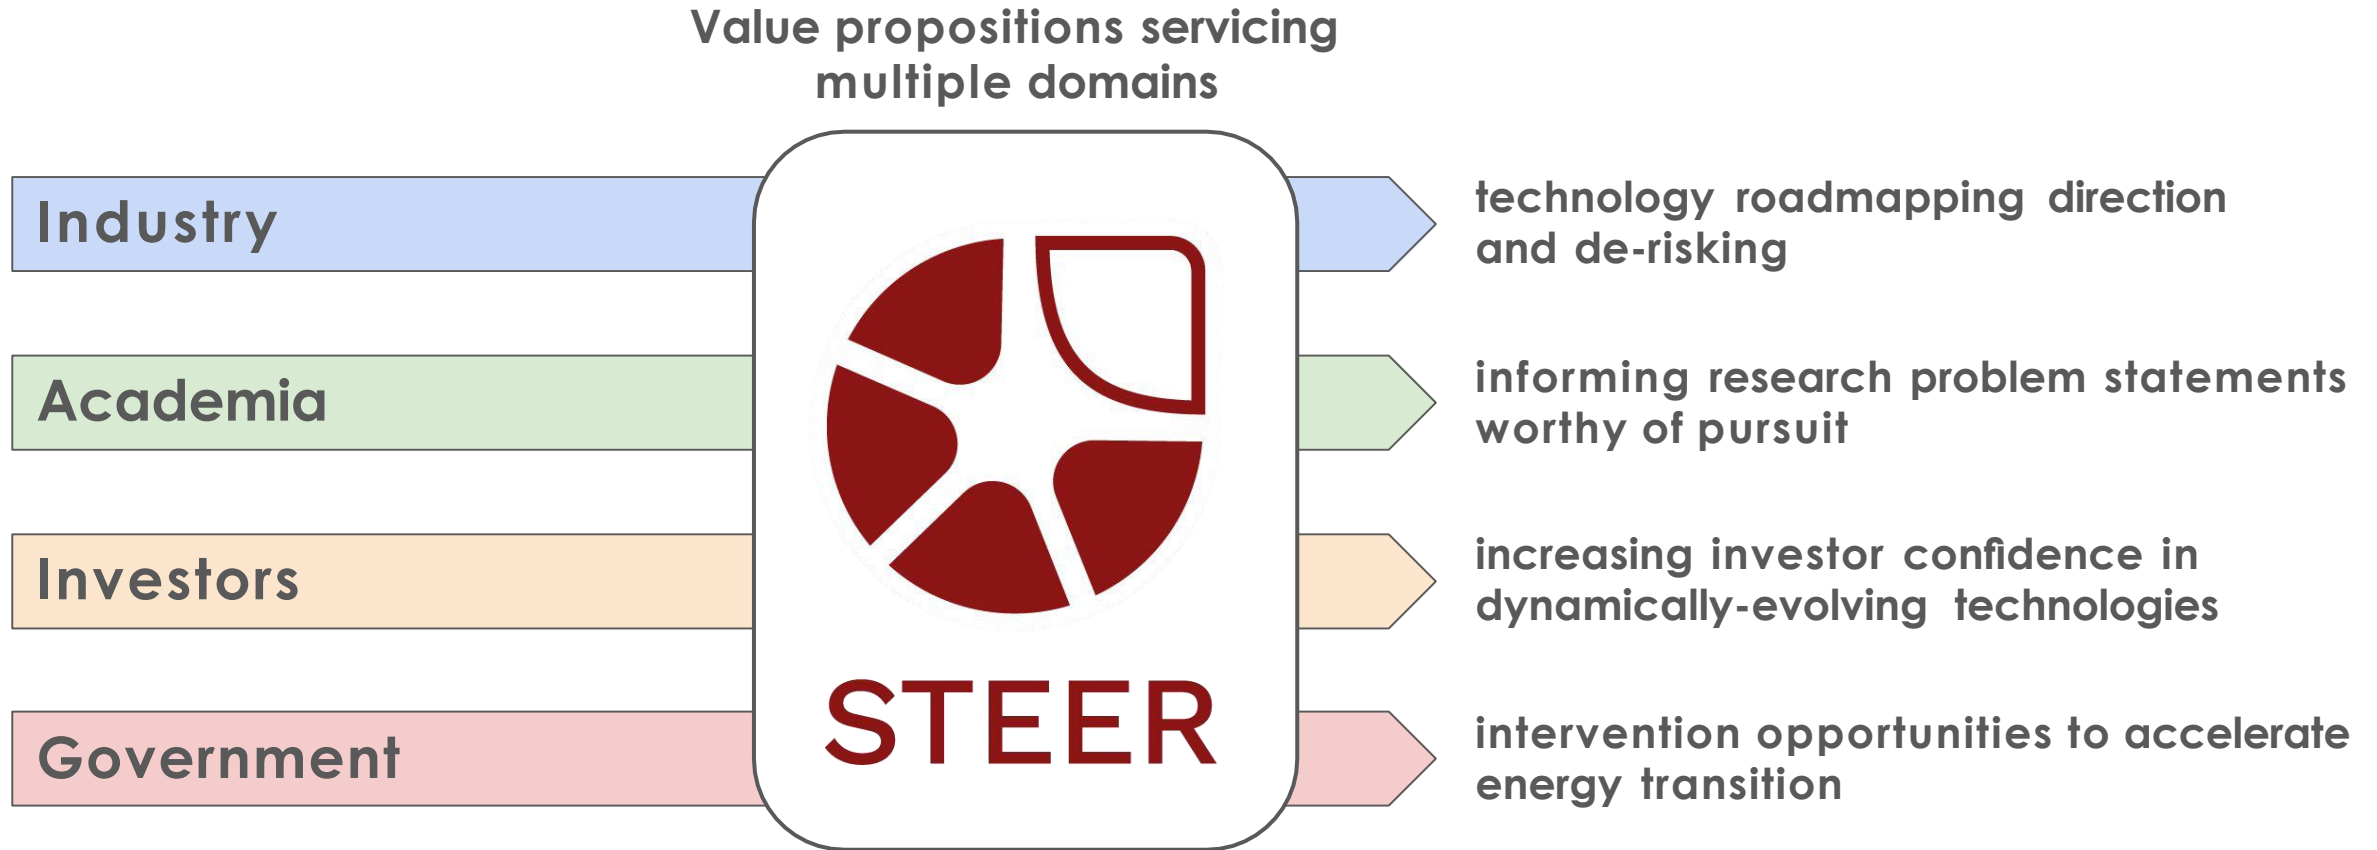 Value propositions servicing
multiple domains
Industry
technology roadmapping direction
and de-risking
Academia
informing research problem statements
worthy of pursuit
Investors
increasing investor confidence in
dynamically-evolving technologies
Government
intervention opportunities to accelerate
energy transition
STEER